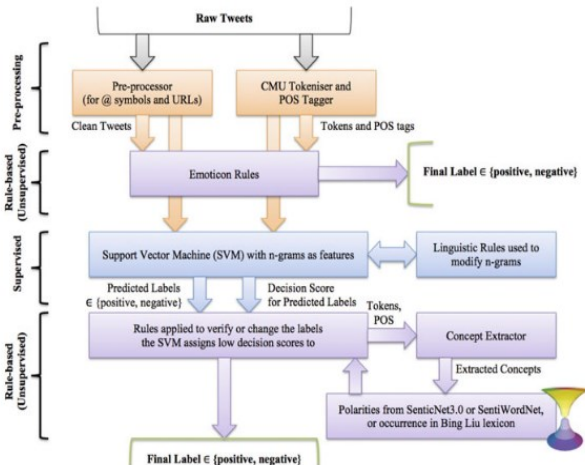 Raw Tweets
Pre-processing
Pre-processor
(for @ symbols and URLs)
CMU Tokeniser and
POS Tagger
Clean Tweets
Tokens and POS tags
Rule-based
(Unsupervised)
Emoticon Rules
Final Label ∈ {positive, negative}
Supervised
Support Vector Machine (SVM) with n-grams as features
Linguistic Rules used to
modify n-grams
Predicted Labels
∈ {positive, negative}
Decision Score
for Predicted Labels
Rule-based
(Unsupervised)
Rules applied to verify or change the labels
the SVM assigns low decision scores to
Tokens,
POS
Concept Extractor
Extracted Concepts
Polarities from SenticNet3.0 or SentiWordNet,
or occurrence in Bing Liu lexicon
Final Label ∈ {positive, negative}